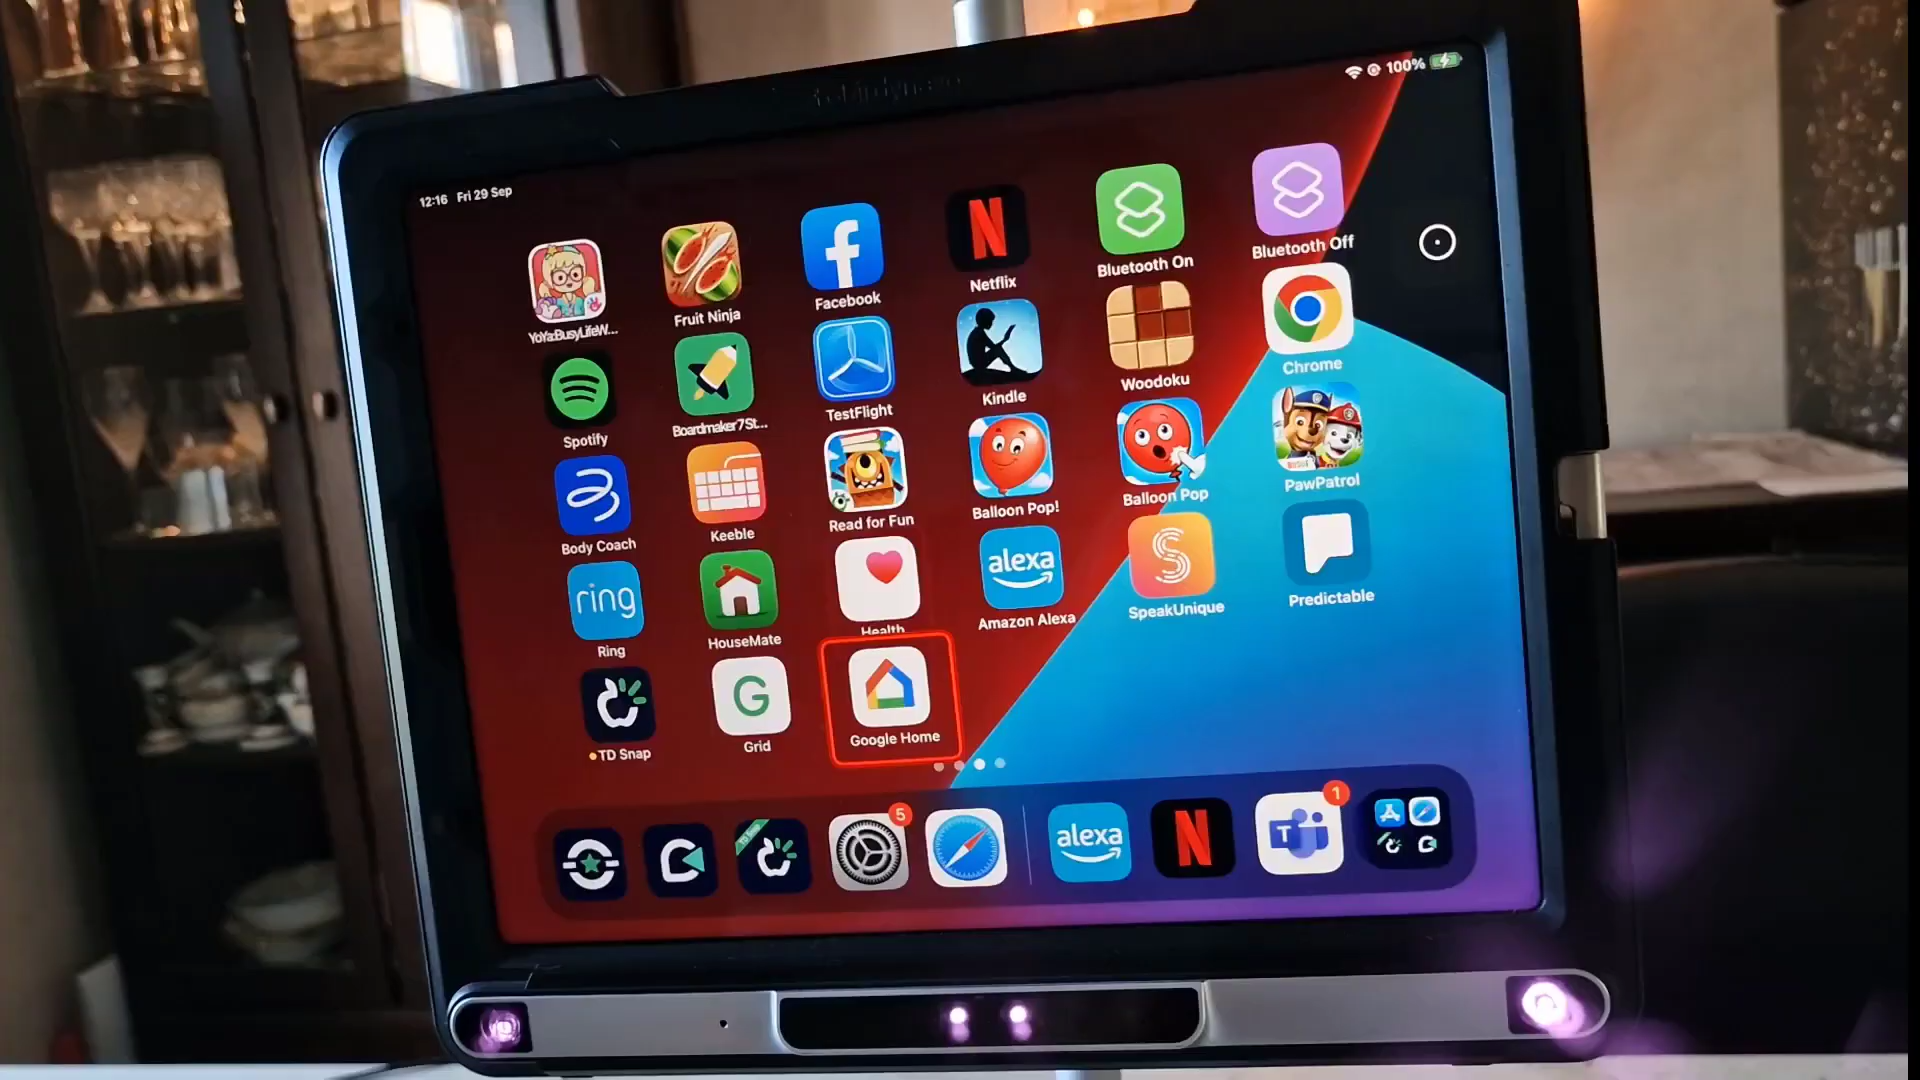 12:16 Fri 29 Sep
100%
YoYa:BusyLifeW...
Fruit Ninja
Facebook
N
Netflix
Bluetooth On
Bluetooth Off
Spotify
Boardmaker7St...
TestFlight
Kindle
Woodoku
Chrome
Body Coach
Keeble
Read for Fun
Balloon Pop!
Balloon Pop
PawPatrol
ring
Ring
HouseMate
Health
alexa
Amazon Alexa
SpeakUnique
Predictable
TD Snap
G
Grid
Google Home
5
alexa
N
T
1